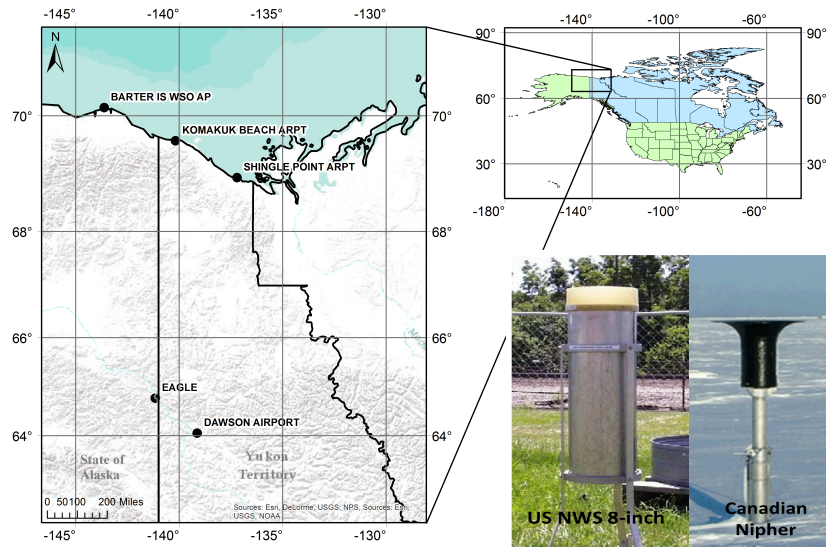 -145° -140° -135° -130°
N
BARTER IS WSO AP
KOMAKUK BEACH ARPT
SHINGLE POINT ARPT
70° 70°
68° 68°
66° 66°
64° 64°
EAGLE
DAWSON AIRPORT
State of
Alaska
Yukon
Territory
0 50100 200 Miles
Sources: Esri, DeLorme, USGS, NPS, Sources: Esri,
USGS, NOAA
-145° -140° -135° -130°
-140° -100° -60°
90° 90°
60° 60°
30° 30°
-180° -140° -100° -60°
US NWS 8-inch
Canadian
Nipher